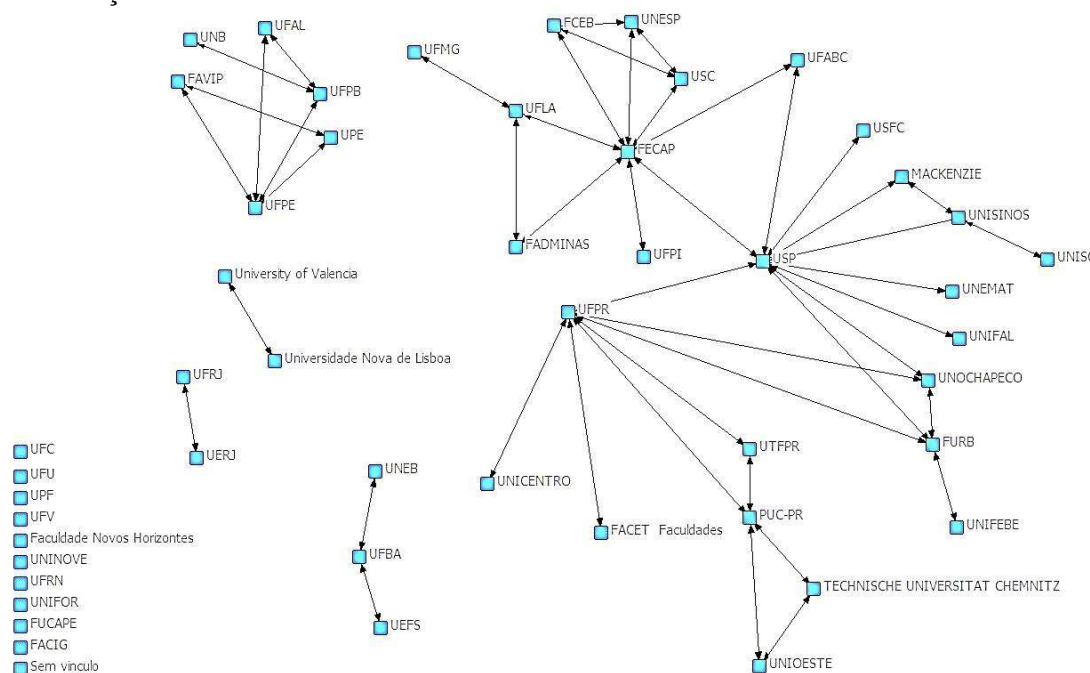 UNB
UFAL
FAVIP
UFPB
UPE
UFPE
UFMG
FCEB
UNESP
USC
UFLA
FECAP
UFABC
USFC
MACKENZIE
UNISINOS
FADMINAS
UFPI
USP
UNEMAT
UFPR
UNIFAL
UNOCHAPECO
FURB
UNIFEBE
University of Valencia
Universidade Nova de Lisboa
UFRJ
UERJ
UNEB
UFBA
UEFS
UNICENTRO
FACET Faculdades
UTFPR
PUC-PR
TECHNISCHE UNIVERSITAT CHEMNITZ
UNIOESTE
UFC
UFU
UPF
UFV
Faculdade Novos Horizontes
UNINOVE
UFRN
UNIFOR
FUCAPE
FACIG
Sem vinculo